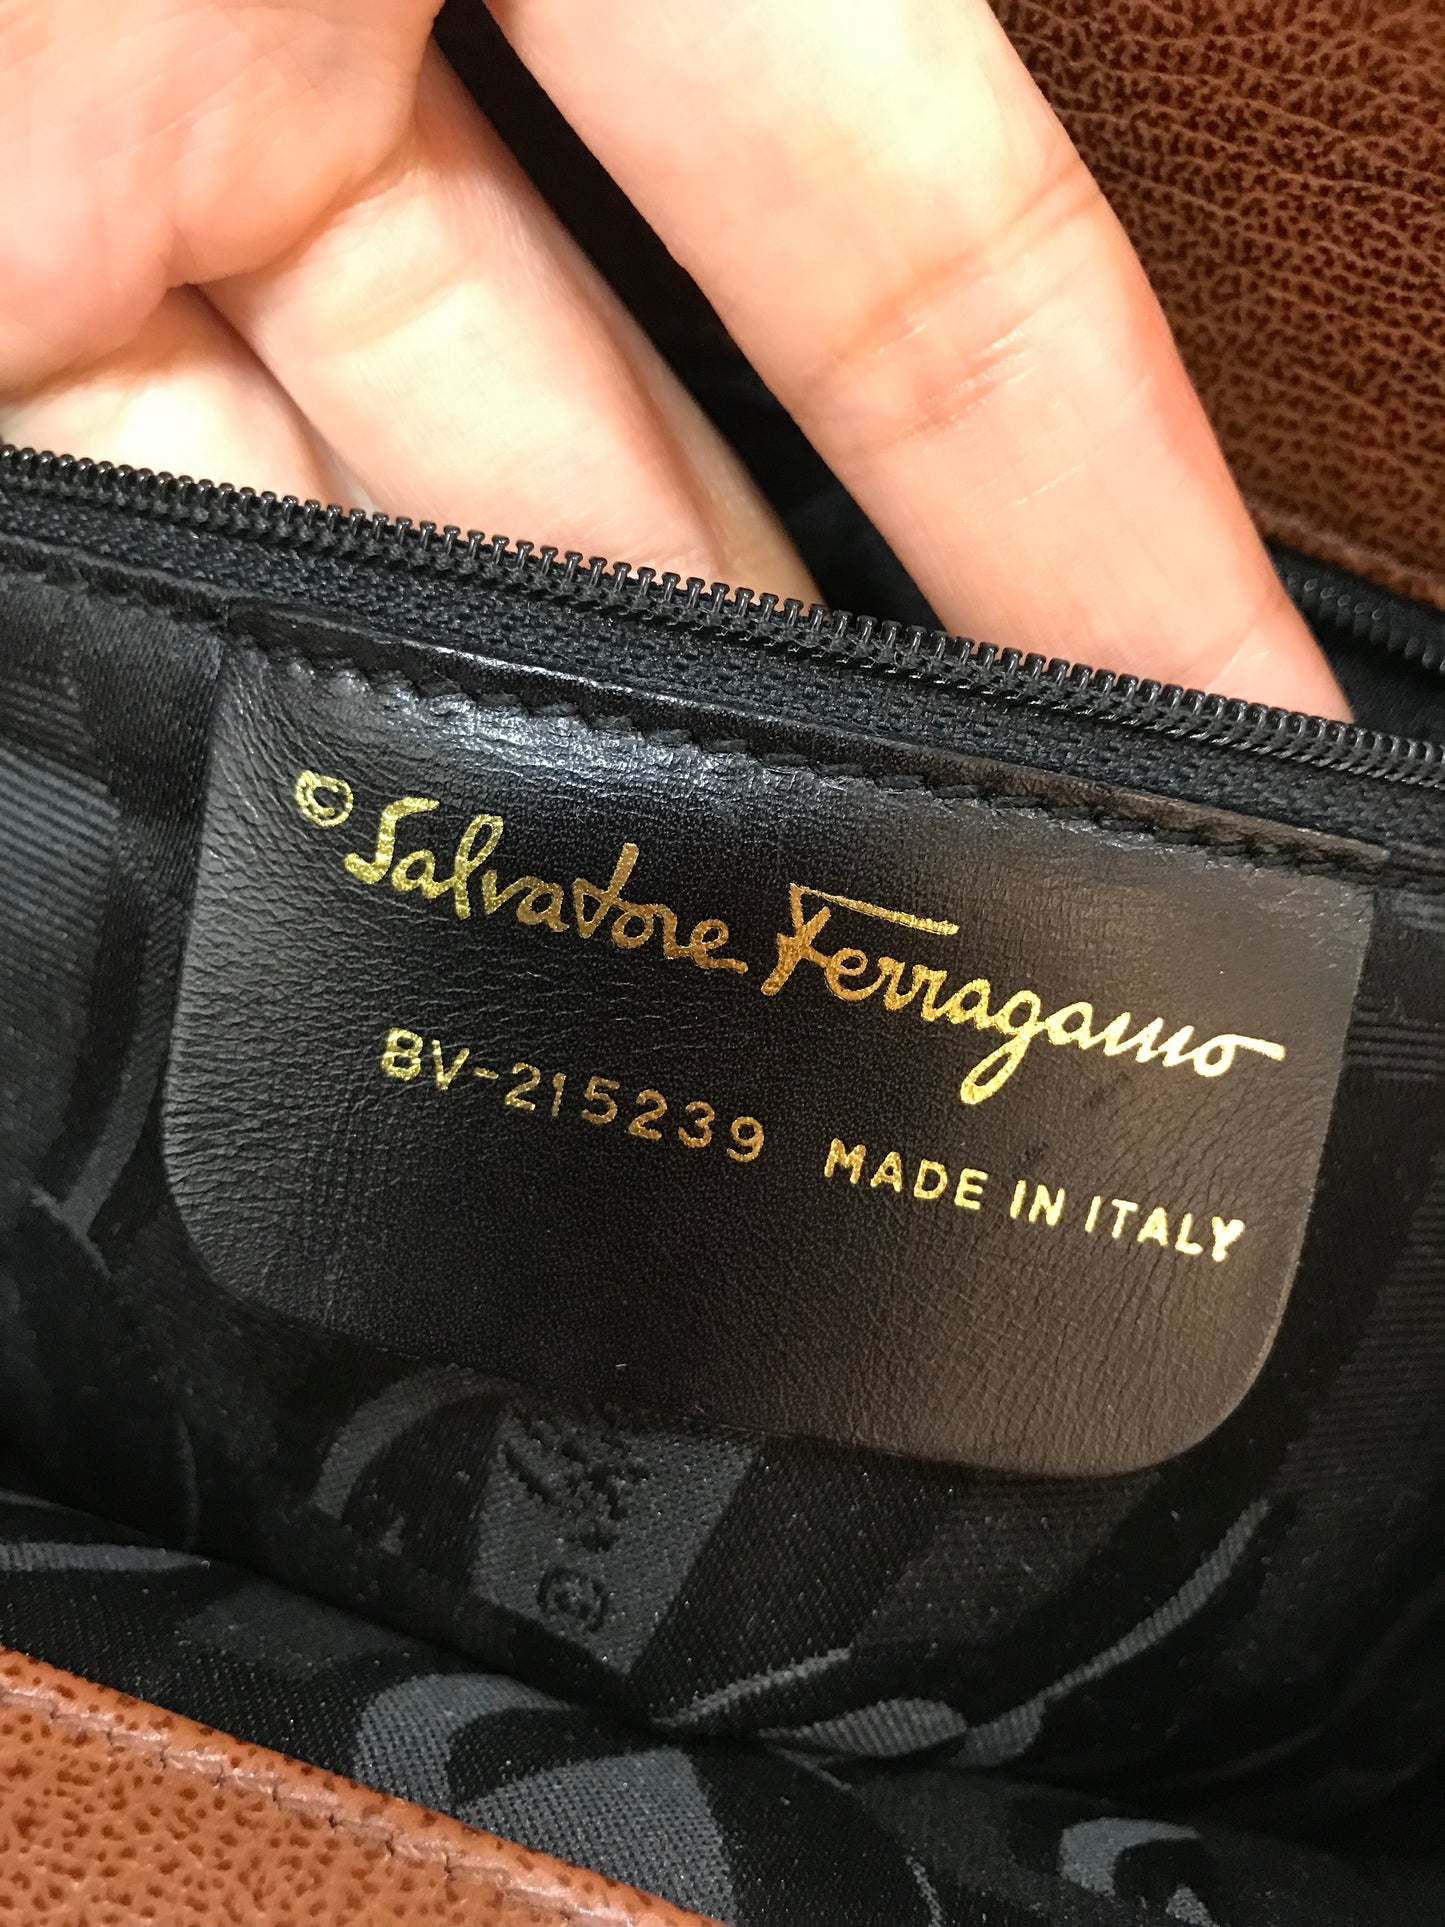 © Salvatore Ferragamo
BV-215239 MADE IN ITALY